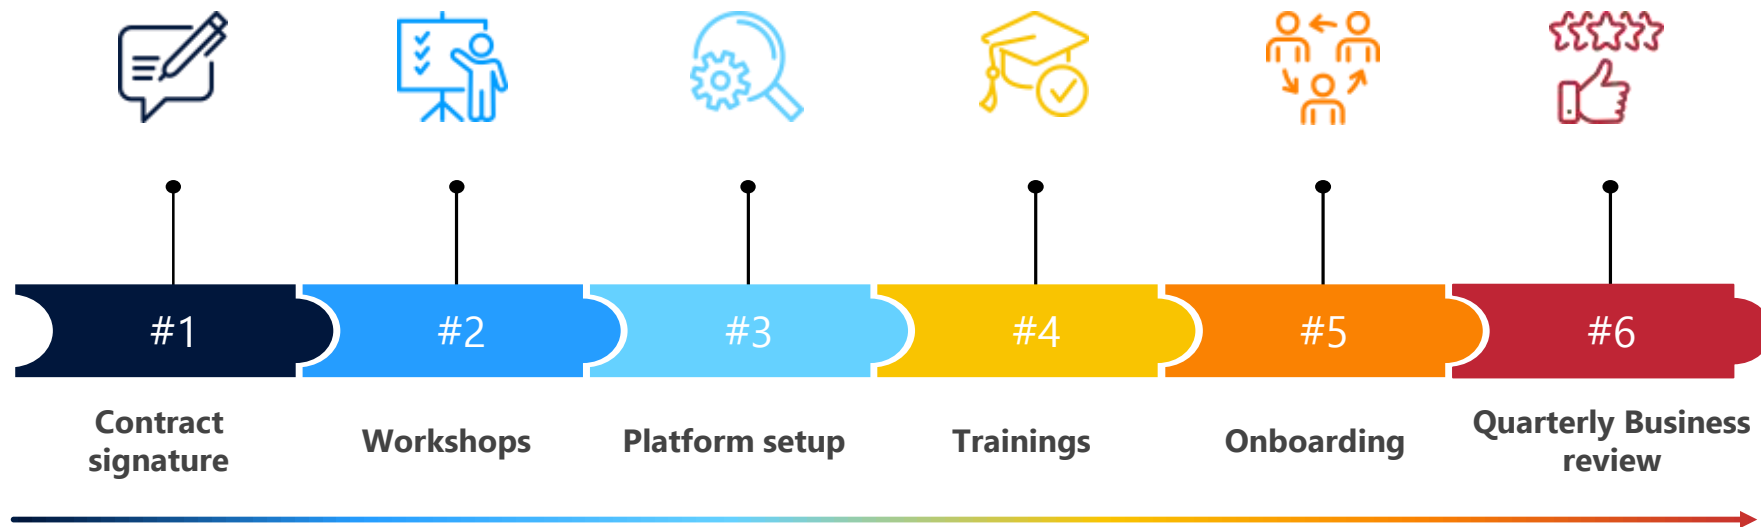 #1
#2
#3
#4
#5
#6
Contract
signature
Workshops
Platform setup
Trainings
Onboarding
Quarterly Business
review